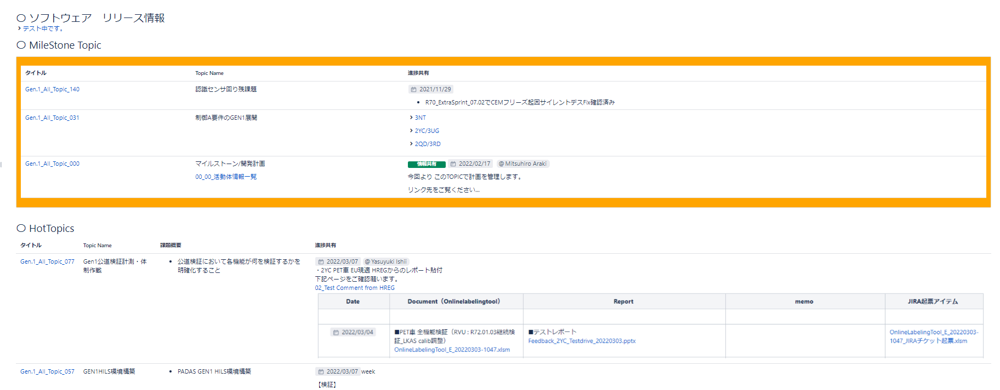 〇 ソフトウェア　リリース情報
テスト中です。
〇 MileStone Topic
タイトル Topic Name 進捗共有
Gen.1_All_Topic_140 認識センサ回り残課題 2021/11/29
• R70_ExtraSprint_07.02でCEMフリーズ起因サイレントデスFix確認済み
Gen.1_All_Topic_031 制御A要件のGEN1展開 3NT
2YC/3UG
2QD/3RD
Gen.1_All_Topic_000 マイルストーン/開発計画 情報共有 2022/02/17 @Mitsuhiro Araki
00_00_活動体情報一覧 今回より このTOPICで計画を管理します。
リンク先をご覧ください...
〇 HotTopics
タイトル Topic Name 課題概要 進捗共有
Gen.1_All_Topic_077 Gen1公道検証計測・体 • 公道検証において各機能が何を検証するかを 2022/03/07 @Yasuyuki Ishii
制作戦 明確化すること ・2YC PET車 EU現適 HREGからのレポート貼付
下記ページをご確認願います。
02_Test Comment from HREG
Date Document（Onlinelabelingtool） Report memo JIRA起票アイテム
2022/03/04 ■PET車 全機能検証（RVU : R72.01.03継続検 ■テストレポート OnlineLabelingTool_E_20220303-
証_LKAS calib調整） Feedback_2YC_Testdrive_20220303.pptx 1047_JIRAチケット起票.xlsm
OnlineLabelingTool_E_20220303-1047.xlsm
Gen.1_All_Topic_057 GEN1HILS環境構築 • PADAS GEN1 HILS環境構築 2022/03/07 week
【検証】